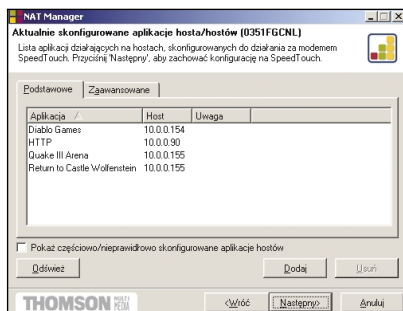 NAT Manager
Aktualnie skonfigurowane aplikacje hosta/hostów (0351FGCNL)
Lista aplikacji działających na hostach, skonfigurowanych do działania za modemem
SpeedTouch. Przyciśnij 'Następny', aby zachować konfigurację na SpeedTouch.
Podstawowe Zaawansowane
Aplikacja Host Uwaga
Diablo Games 10.0.0.154
HTTP 10.0.0.90
Quake III Arena 10.0.0.155
Return to Castle Wolfenstein 10.0.0.155
Pokaż częściowo/nieprawidłowo skonfigurowane aplikacje hostów
Odśwież Dodaj Usuń
THOMSON MULTI MEDIA <Wróć Następny> Anuluj